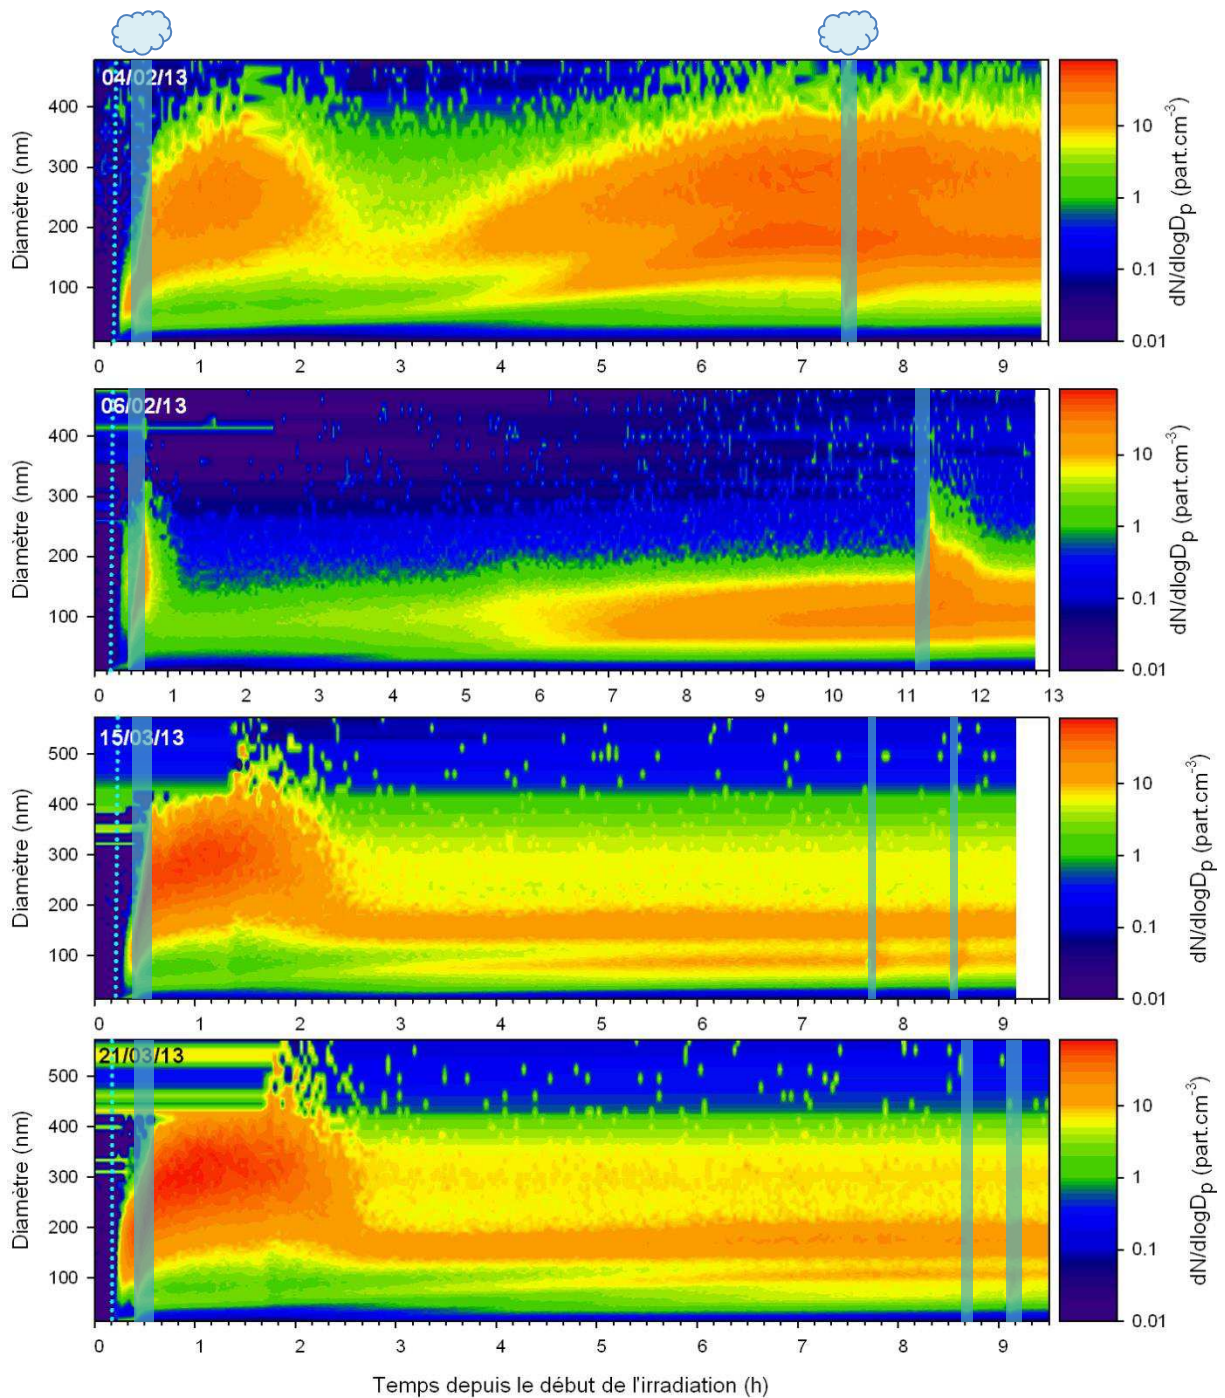 04/02/13
Diamètre (nm)
400
300
200
100
0 1 2 3 4 5 6 7 8 9
10
1
0.1
0.01
dN/dlogDp (part.cm-3)
06/02/13
Diamètre (nm)
400
300
200
100
0 1 2 3 4 5 6 7 8 9 10 11 12 13
10
1
0.1
0.01
dN/dlogDp (part.cm-3)
15/03/13
Diamètre (nm)
500
400
300
200
100
0 1 2 3 4 5 6 7 8 9
10
1
0.1
0.01
dN/dlogDp (part.cm-3)
21/03/13
Diamètre (nm)
500
400
300
200
100
0 1 2 3 4 5 6 7 8 9
10
1
0.1
0.01
dN/dlogDp (part.cm-3)
Temps depuis le début de l'irradiation (h)